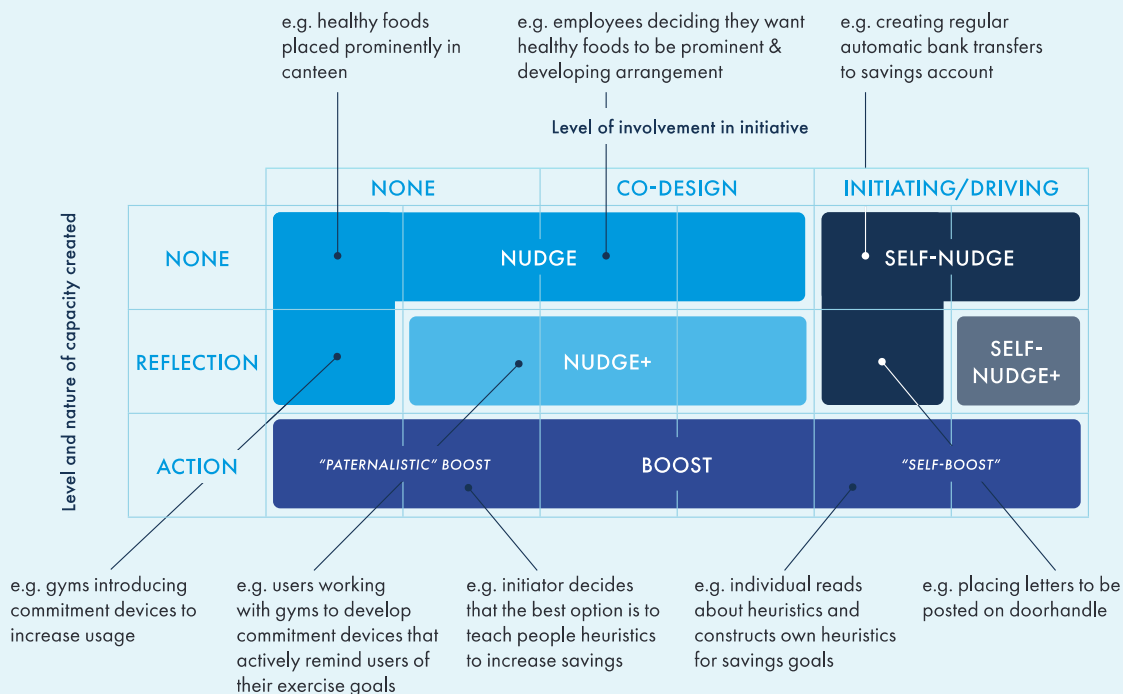 e.g. healthy foods
placed prominently in
canteen
e.g. employees deciding they want
healthy foods to be prominent &
developing arrangement
e.g. creating regular
automatic bank transfers
to savings account
Level of involvement in initiative
NONE
CO-DESIGN
INITIATING/DRIVING
Level and nature of capacity created
NONE
NUDGE
SELF-NUDGE
REFLECTION
NUDGE+
SELF-
NUDGE+
ACTION
"PATERNALISTIC" BOOST
BOOST
"SELF-BOOST"
e.g. gyms introducing
commitment devices to
increase usage
e.g. users working
with gyms to develop
commitment devices that
actively remind users of
their exercise goals
e.g. initiator decides
that the best option is to
teach people heuristics
to increase savings
e.g. individual reads
about heuristics and
constructs own heuristics
for savings goals
e.g. placing letters to be
posted on doorhandle